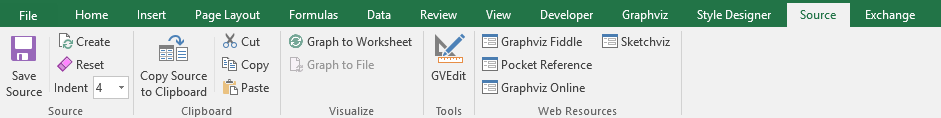 File Home Insert Page Layout Formulas Data Review View Developer Graphviz Style Designer Source Exchange
Save Source
Create
Reset
Indent 4
Source
Copy Source to Clipboard
Cut
Copy
Paste
Clipboard
Graph to Worksheet
Graph to File
Visualize
GVEdit
Tools
Graphviz Fiddle
Pocket Reference
Graphviz Online
Sketchviz
Web Resources